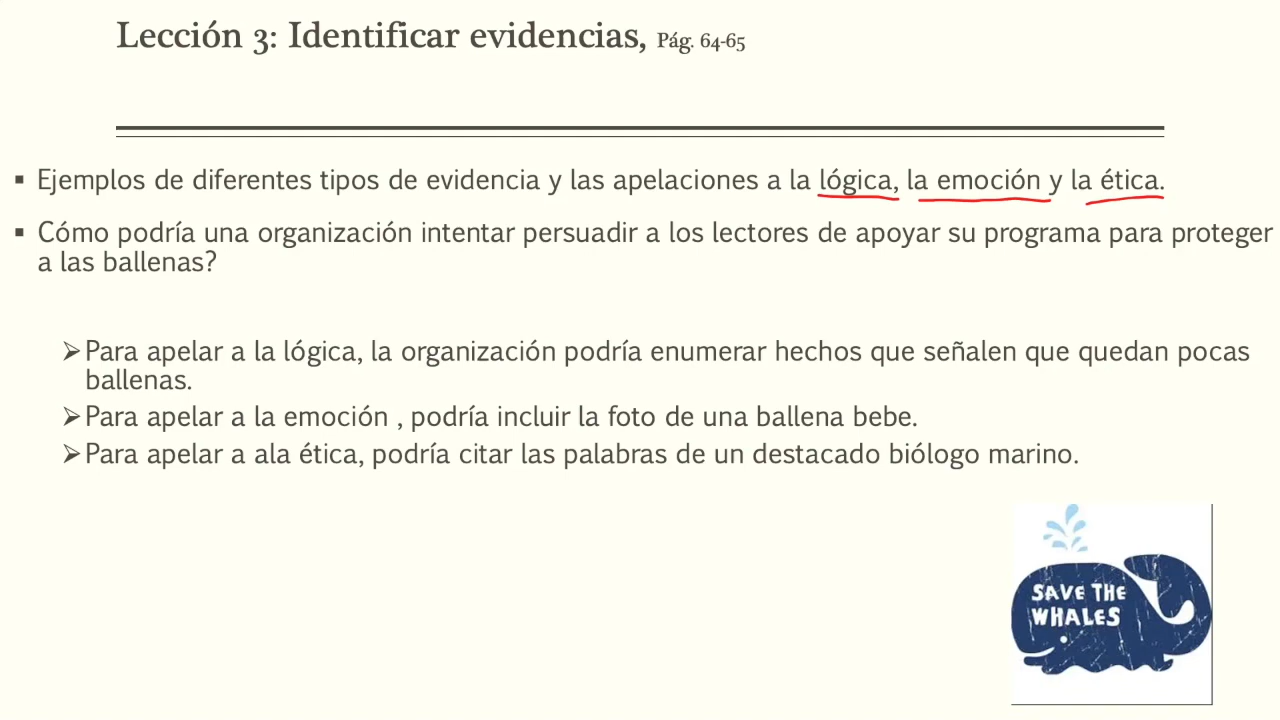 Lección 3: Identificar evidencias, Pág. 64-65
▪ Ejemplos de diferentes tipos de evidencia y las apelaciones a la lógica, la emoción y la ética.
▪ Cómo podría una organización intentar persuadir a los lectores de apoyar su programa para proteger
a las ballenas?
➢Para apelar a la lógica, la organización podría enumerar hechos que señalen que quedan pocas
ballenas.
➢Para apelar a la emoción , podría incluir la foto de una ballena bebe.
➢Para apelar a ala ética, podría citar las palabras de un destacado biólogo marino.
SAVE THE
WHALES